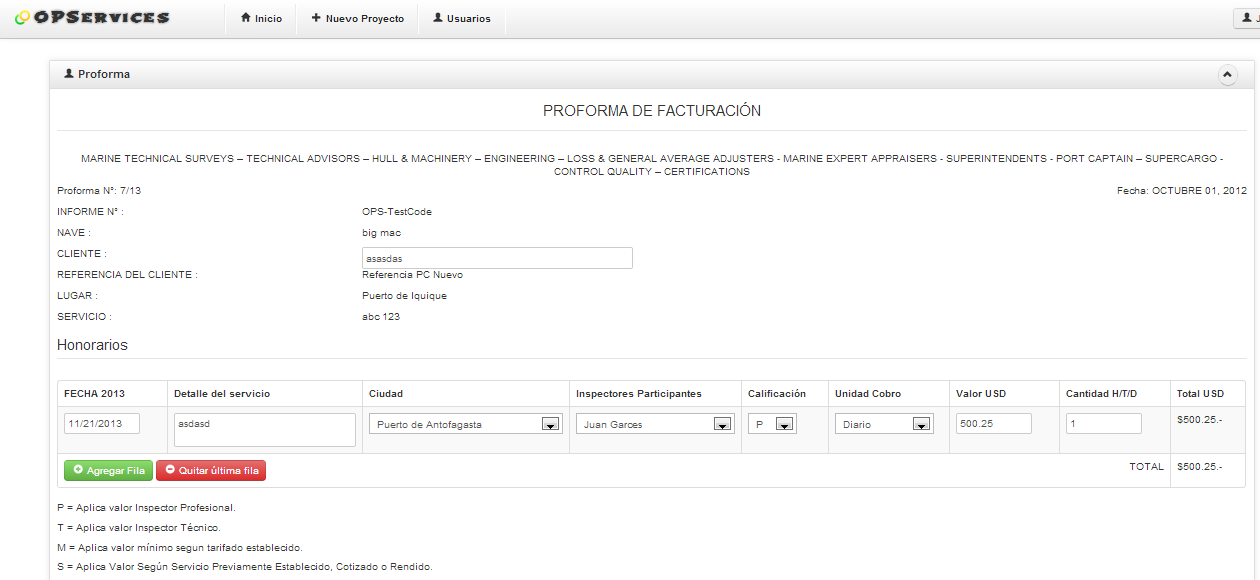 OPSERVICES
Inicio
Nuevo Proyecto
Usuarios
Proforma
PROFORMA DE FACTURACIÓN
MARINE TECHNICAL SURVEYS – TECHNICAL ADVISORS – HULL & MACHINERY – ENGINEERING – LOSS & GENERAL AVERAGE ADJUSTERS - MARINE EXPERT APPRAISERS - SUPERINTENDENTS - PORT CAPTAIN – SUPERCARGO -
CONTROL QUALITY – CERTIFICATIONS
Proforma N°: 7/13 Fecha: OCTUBRE 01, 2012
INFORME N° : OPS-TestCode
NAVE : big mac
CLIENTE : asasdas
REFERENCIA DEL CLIENTE : Referencia PC Nuevo
LUGAR : Puerto de Iquique
SERVICIO : abc 123
Honorarios
FECHA 2013 Detalle del servicio Ciudad Inspectores Participantes Calificación Unidad Cobro Valor USD Cantidad H/T/D Total USD
11/21/2013 asdasd Puerto de Antofagasta Juan Garces P Diario 500.25 1 $500.25.-
Agregar Fila Quitar última fila TOTAL $500.25.-
P = Aplica valor Inspector Profesional.
T = Aplica valor Inspector Técnico.
M = Aplica valor mínimo segun tarifado establecido.
S = Aplica Valor Según Servicio Previamente Establecido, Cotizado o Rendido.